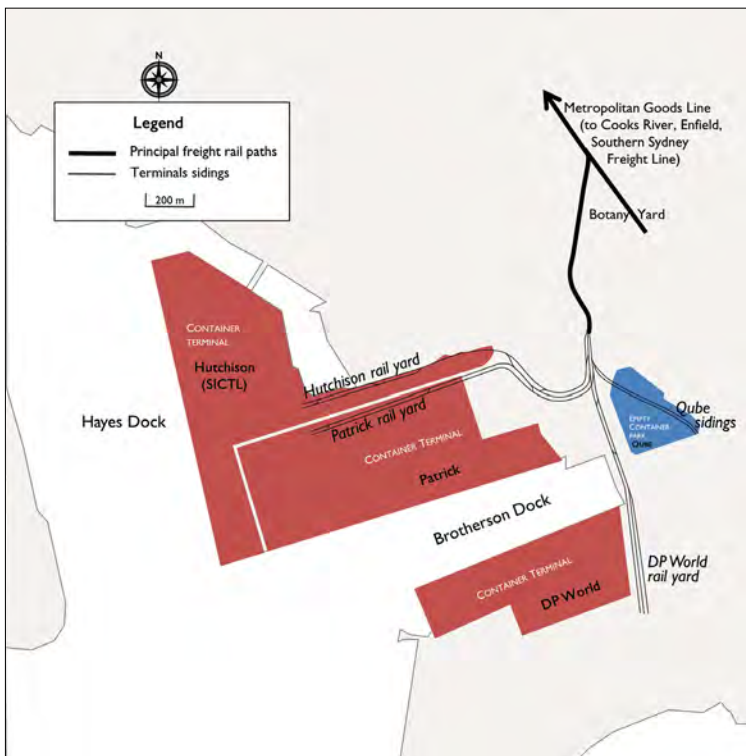 N
Legend
Principal freight rail paths
Terminals sidings
200 m
Metropolitan Goods Line
(to Cooks River, Enfield,
Southern Sydney
Freight Line)
Botany Yard
CONTAINER
TERMINAL
Hutchison
(SICTL)
Hutchison rail yard
Patrick rail yard
Hayes Dock
CONTAINER TERMINAL
Patrick
EMPTY
CONTAINER
PARK
QUBE
Qube
sidings
Brotherson Dock
CONTAINER TERMINAL
DP World
DP World
rail yard